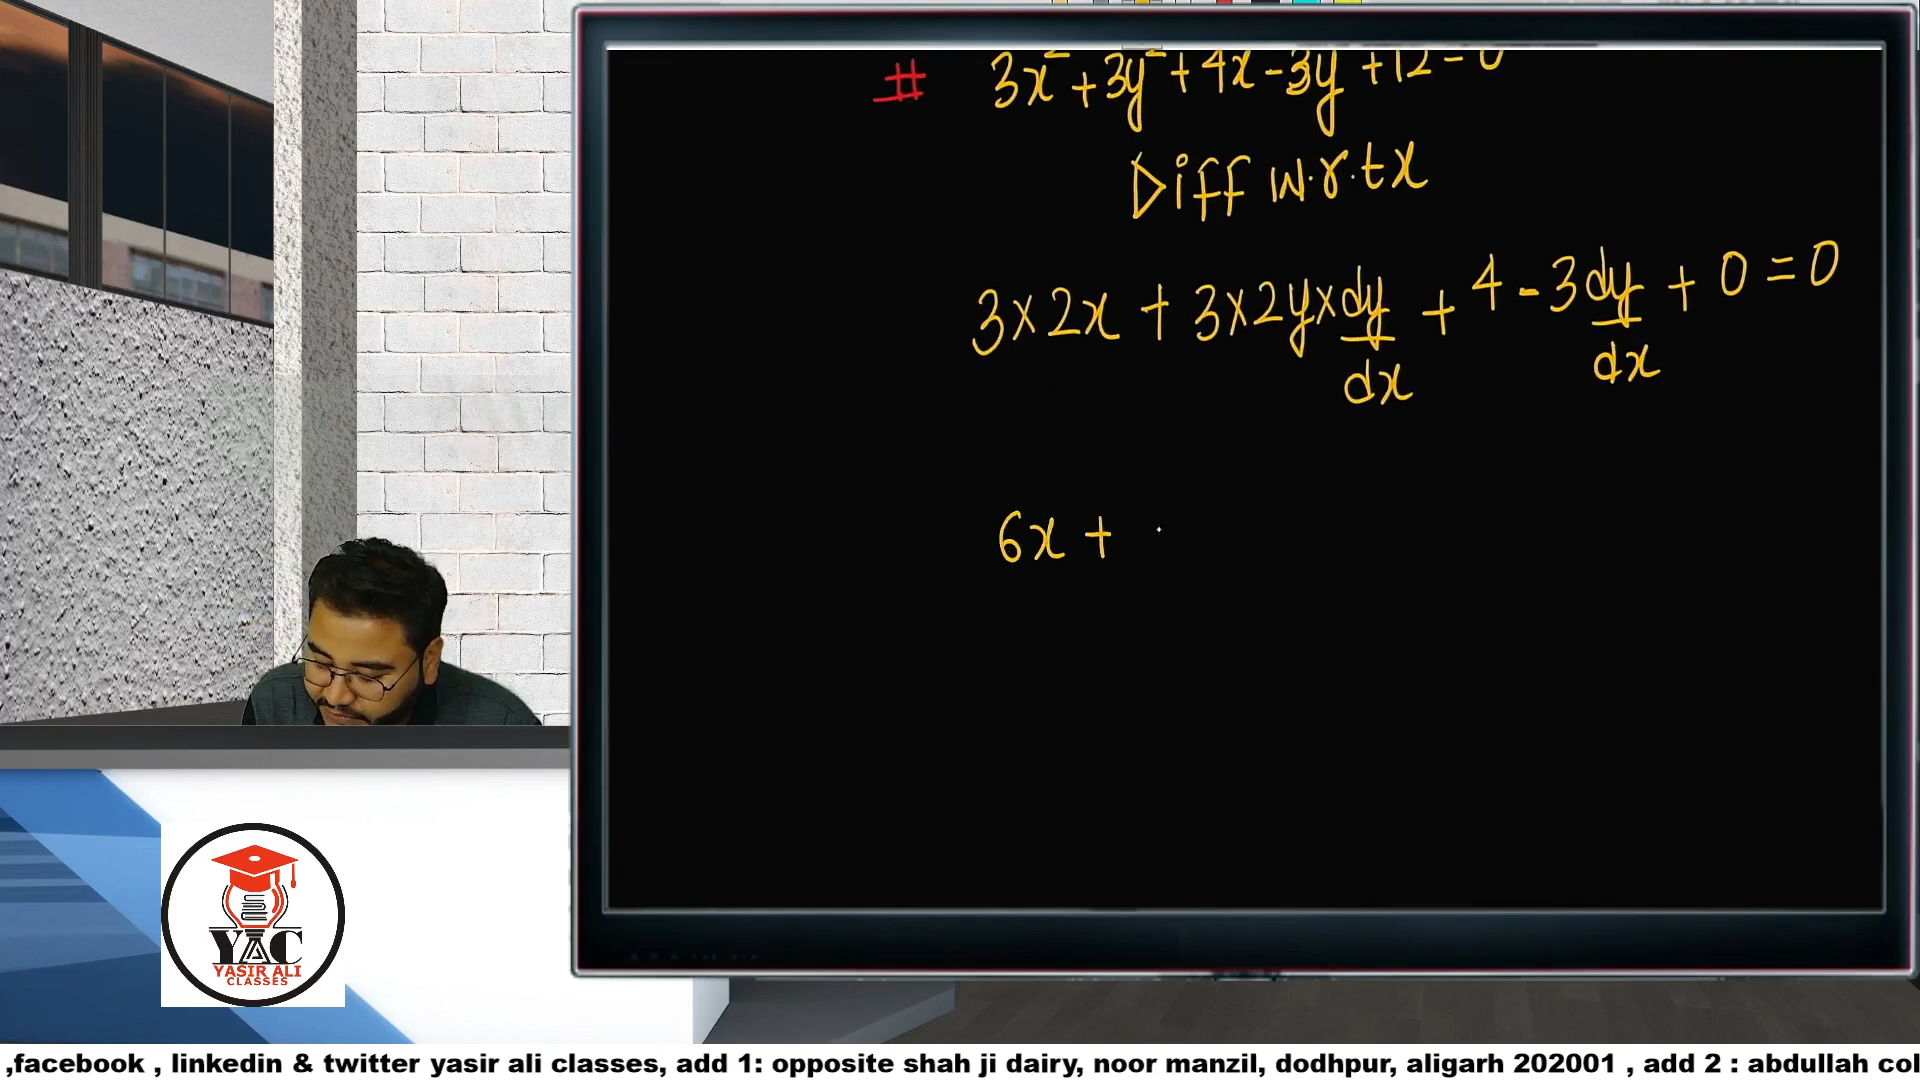 # 3x² + 3y² + 4x - 3y + 12 = 0
Diff w.r.t x
3×2x + 3×2y×dy/dx + 4 - 3dy/dx + 0 = 0
6x +
YAC
YASIR ALI
CLASSES
,facebook , linkedin & twitter yasir ali classes, add 1: opposite shah ji dairy, noor manzil, dodhpur, aligarh 202001 , add 2 : abdullah col